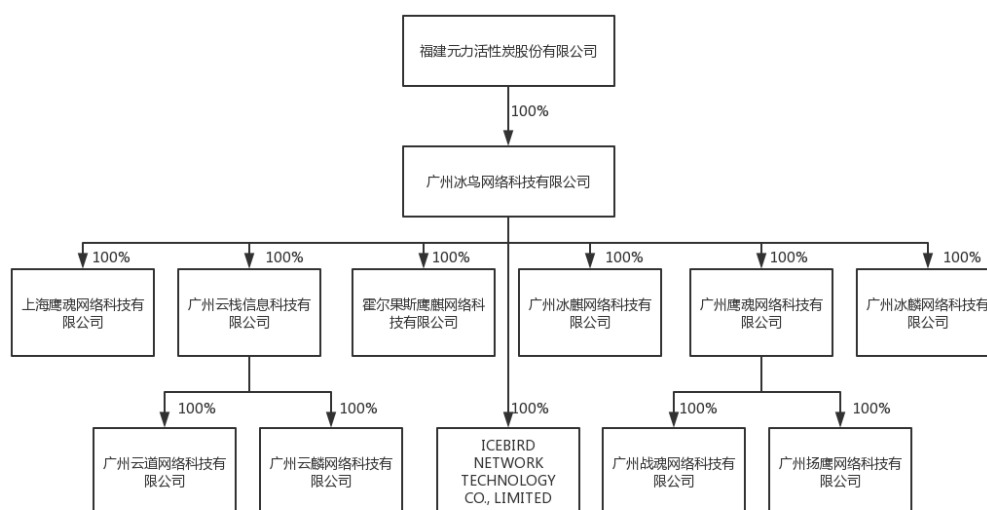 福建元力活性炭股份有限公司
100%
广州冰鸟网络科技有限公司
100%
100%
100%
100%
100%
100%
上海鹰魂网络科技有
限公司
广州云栈信息科技有
限公司
霍尔果斯鹰麒网络科
技有限公司
广州冰麒网络科技有
限公司
广州鹰魂网络科技有
限公司
广州冰麟网络科技有
限公司
100%
100%
100%
100%
100%
广州云道网络科技有
限公司
广州云麟网络科技有
限公司
ICEBIRD
NETWORK
TECHNOLOGY
CO., LIMITED
广州战魂网络科技有
限公司
广州扬鹰网络科技有
限公司